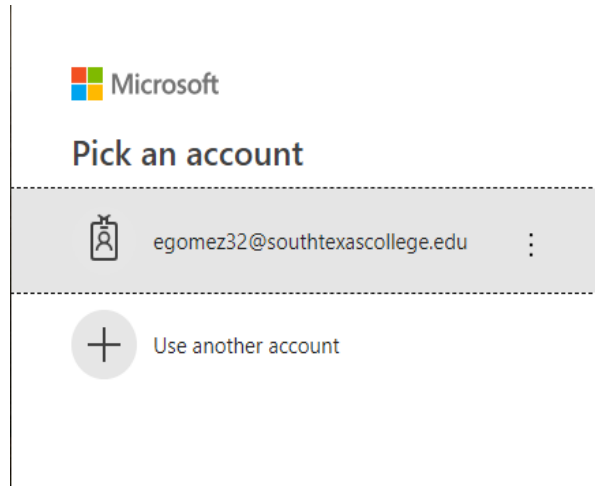 Microsoft
Pick an account
egomez32@southtexascollege.edu
Use another account